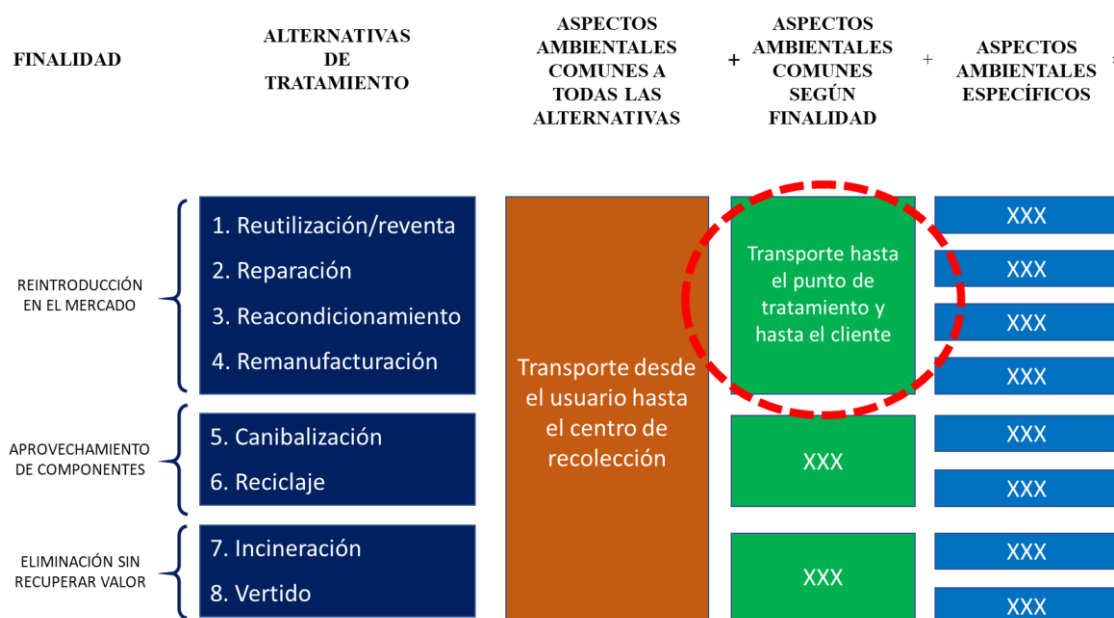 FINALIDAD
ALTERNATIVAS
DE
TRATAMIENTO
ASPECTOS
AMBIENTALES
COMUNES A
TODAS LAS
ALTERNATIVAS
+
ASPECTOS
AMBIENTALES
COMUNES
SEGÚN
FINALIDAD
+
ASPECTOS
AMBIENTALES
ESPECÍFICOS
REINTRODUCCIÓN
EN EL MERCADO
1. Reutilización/reventa
2. Reparación
3. Reacondicionamiento
4. Remanufacturación
APROVECHAMIENTO
DE COMPONENTES
5. Canibalización
6. Reciclaje
ELIMINACIÓN SIN
RECUPERAR VALOR
7. Incineración
8. Vertido
Transporte desde
el usuario hasta
el centro de
recolección
Transporte hasta
el punto de
tratamiento y
hasta el cliente
XXX
XXX
XXX
XXX
XXX
XXX
XXX
XXX
XXX
XXX